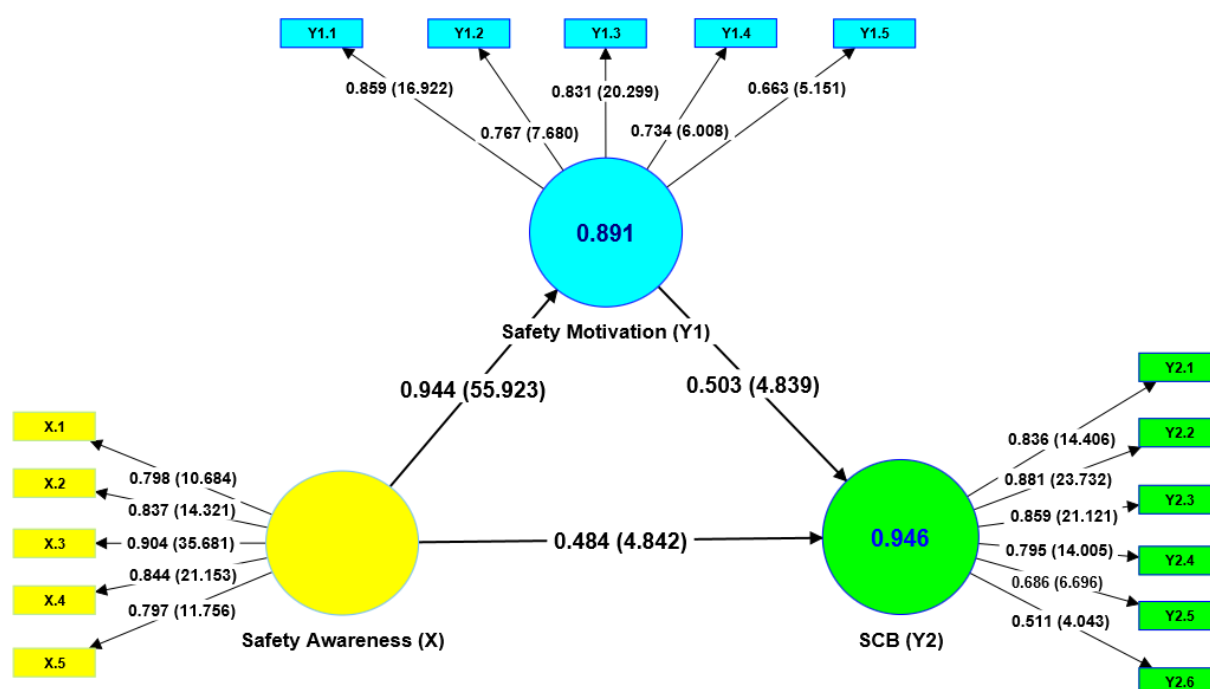 Y1.1
Y1.2
Y1.3
Y1.4
Y1.5
0.859 (16.922)
0.767 (7.680)
0.831 (20.299)
0.734 (6.008)
0.663 (5.151)
0.891
Safety Motivation (Y1)
0.944 (55.923)
0.503 (4.839)
X.1
X.2
X.3
X.4
X.5
0.798 (10.684)
0.837 (14.321)
0.904 (35.681)
0.844 (21.153)
0.797 (11.756)
Safety Awareness (X)
0.484 (4.842)
0.946
SCB (Y2)
0.836 (14.406)
0.881 (23.732)
0.859 (21.121)
0.795 (14.005)
0.686 (6.696)
0.511 (4.043)
Y2.1
Y2.2
Y2.3
Y2.4
Y2.5
Y2.6